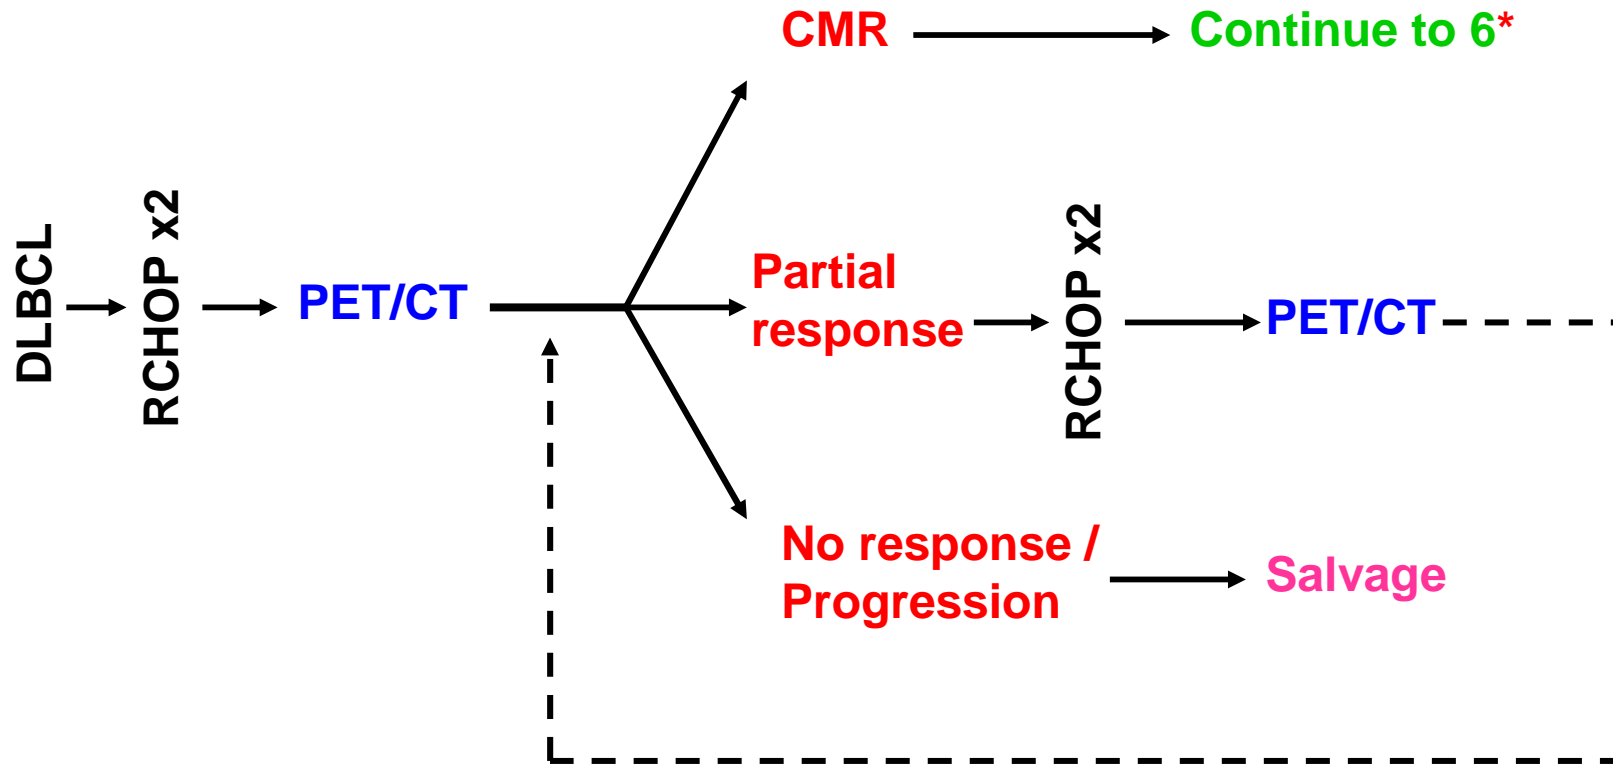 CMR
Continue to 6*
DLBCL
RCHOP x2
PET/CT
Partial
response
RCHOP x2
PET/CT
No response /
Progression
Salvage